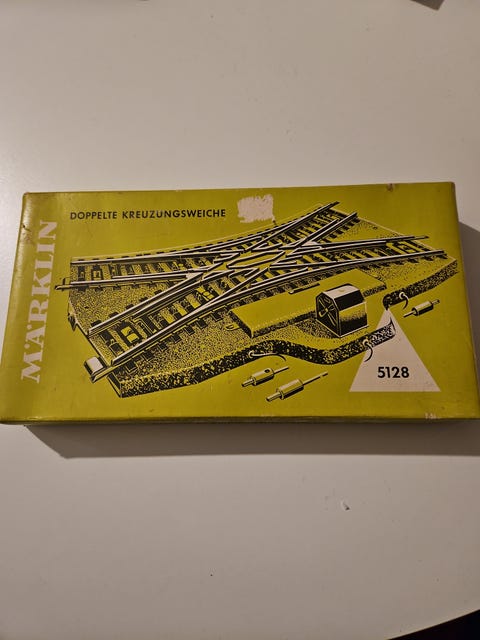 DOPPELTE KREUZUNGSWEICHE
MÄRKLIN
5128